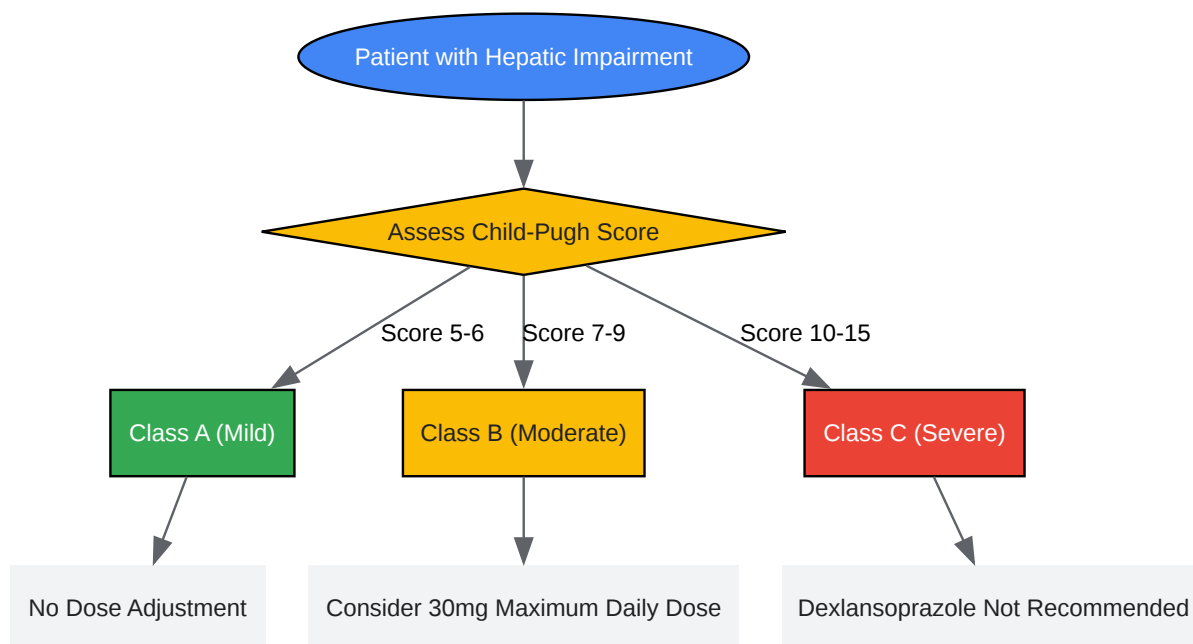 Patient with Hepatic Impairment
Assess Child-Pugh Score
Score 5-6
Score 7-9
Score 10-15
Class A (Mild)
Class B (Moderate)
Class C (Severe)
No Dose Adjustment
Consider 30mg Maximum Daily Dose
Dexlansoprazole Not Recommended